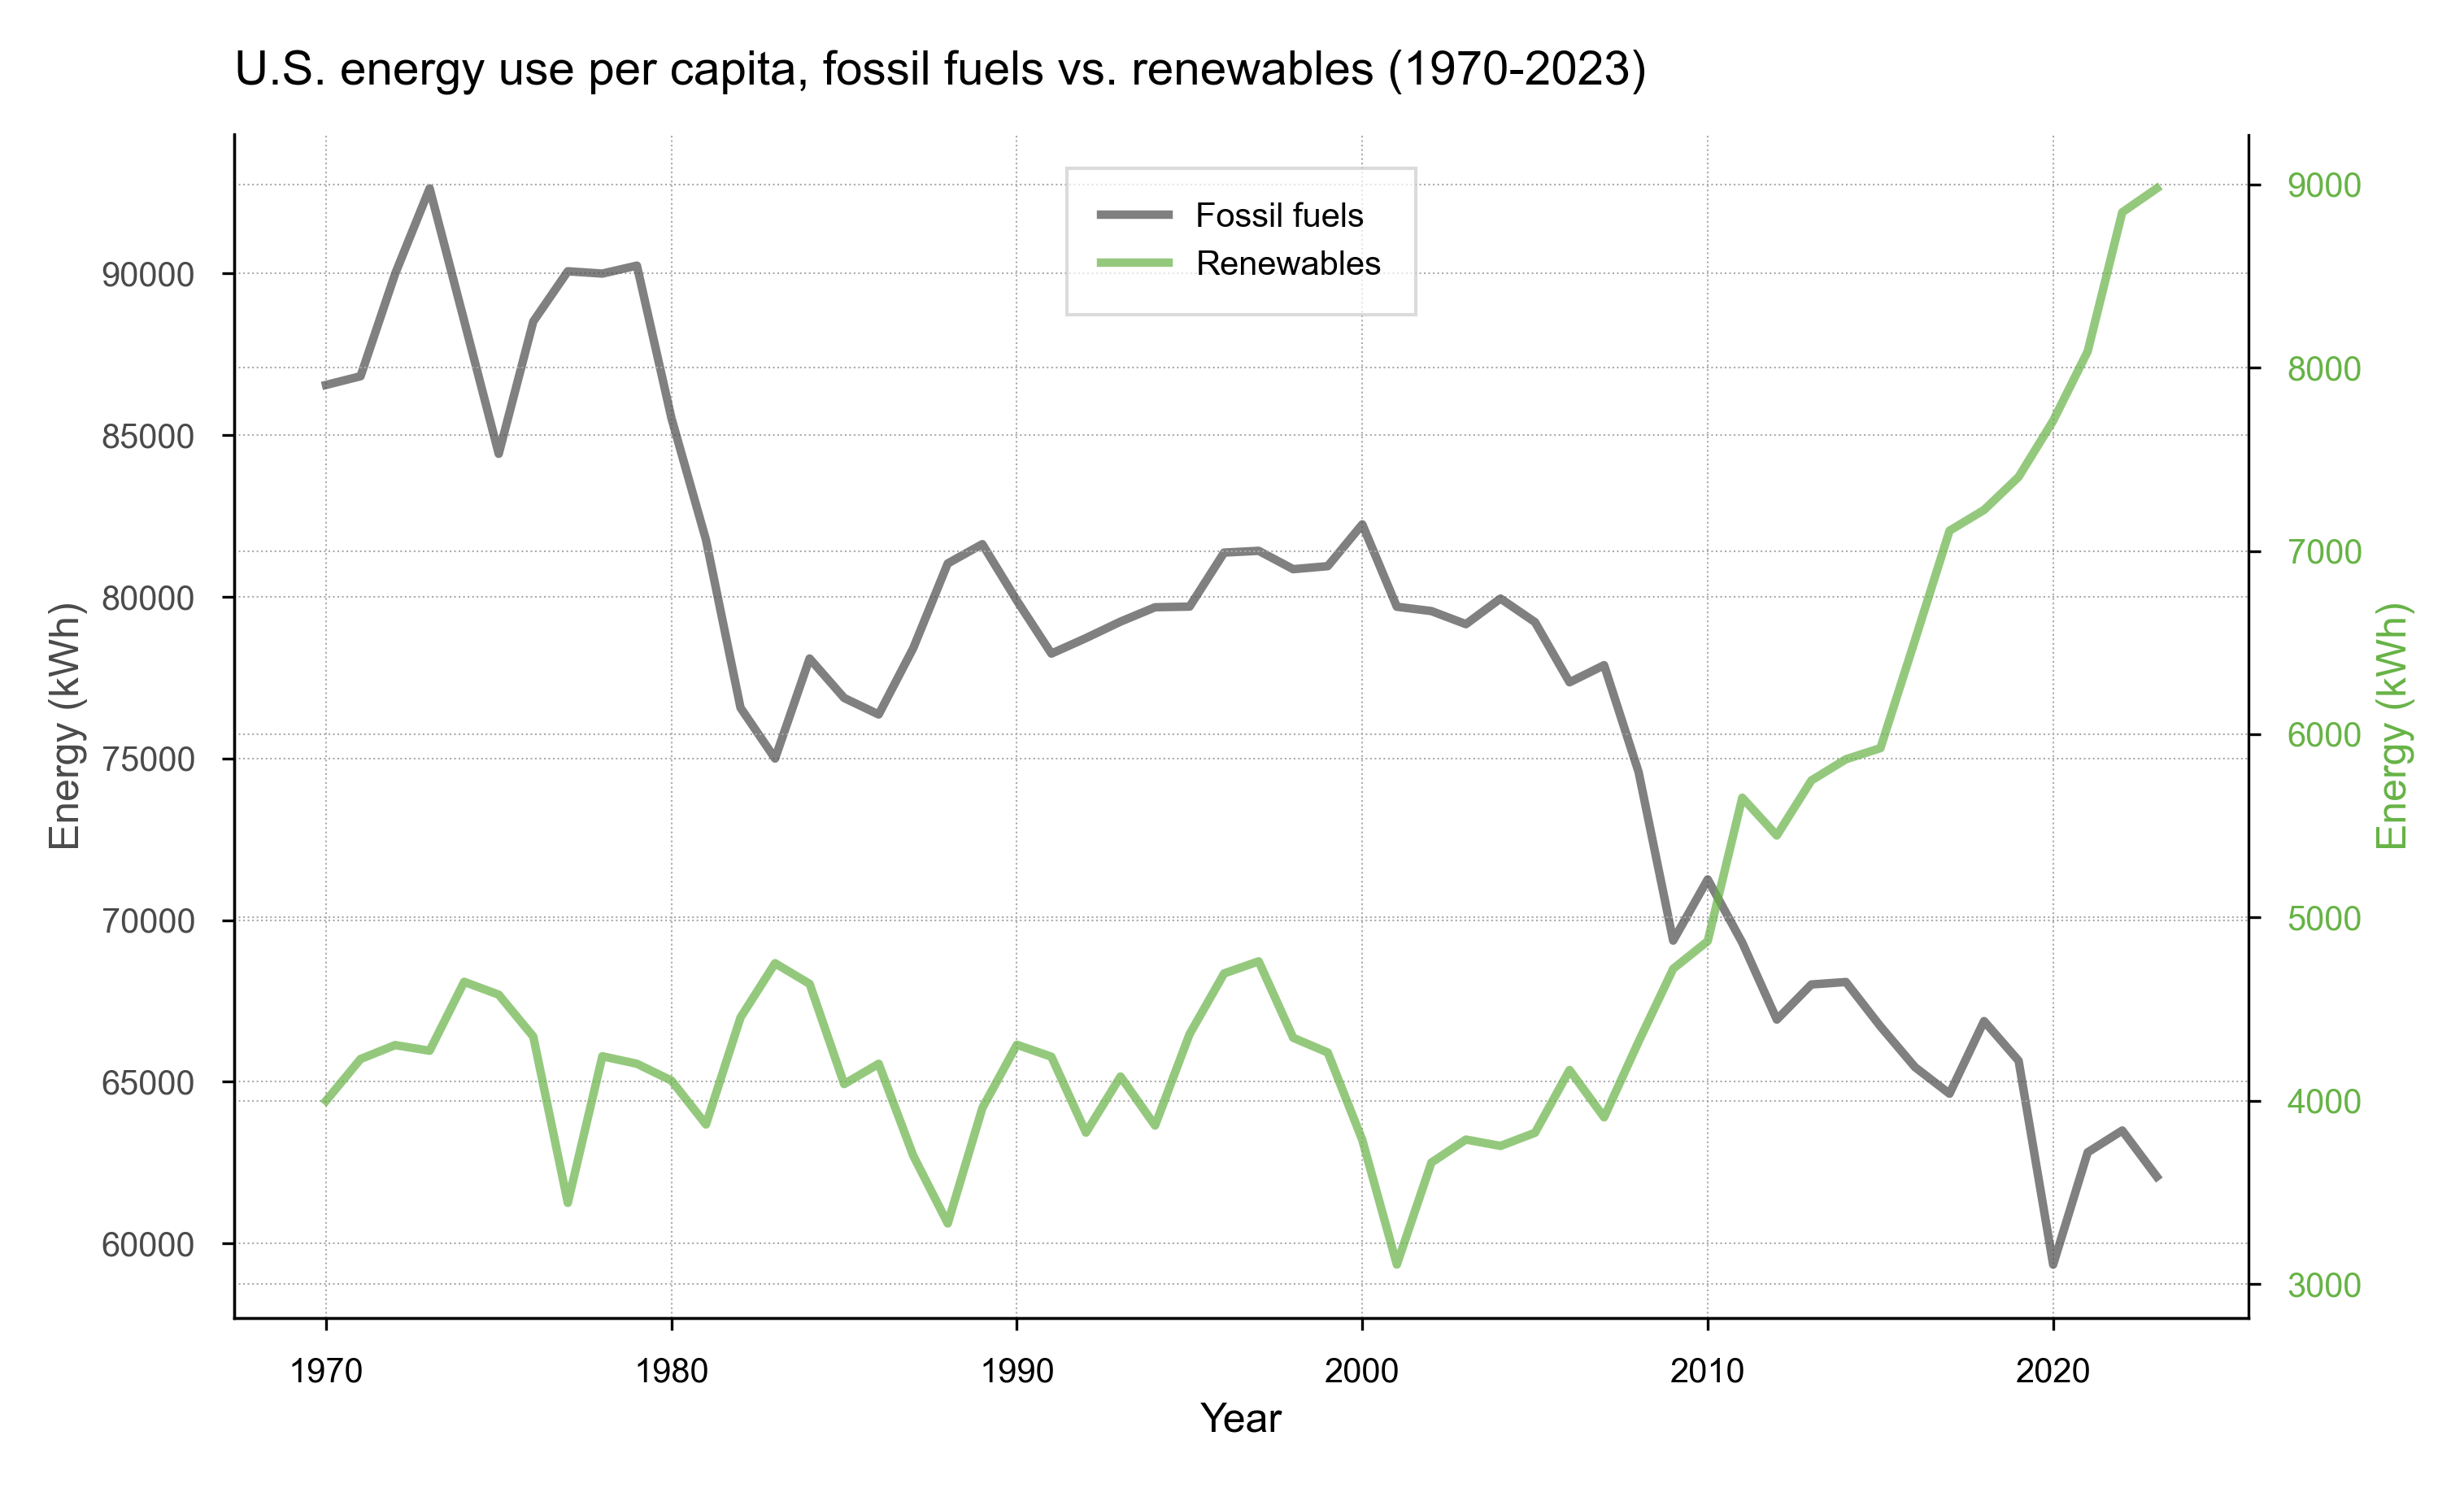 U.S. energy use per capita, fossil fuels vs. renewables (1970-2023)
Fossil fuels
Renewables
Energy (kWh)
90000
85000
80000
75000
70000
65000
60000
9000
8000
7000
6000
5000
4000
3000
Energy (kWh)
1970 1980 1990 2000 2010 2020
Year